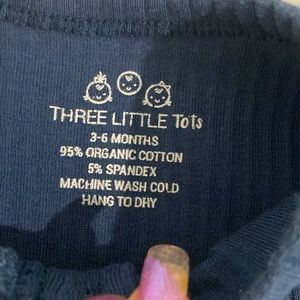 THREE LITTLE Tots
3-6 MONTHS
95% ORGANIC COTTON
5% SPANDEX
MACHINE WASH COLD
HANG TO DRY